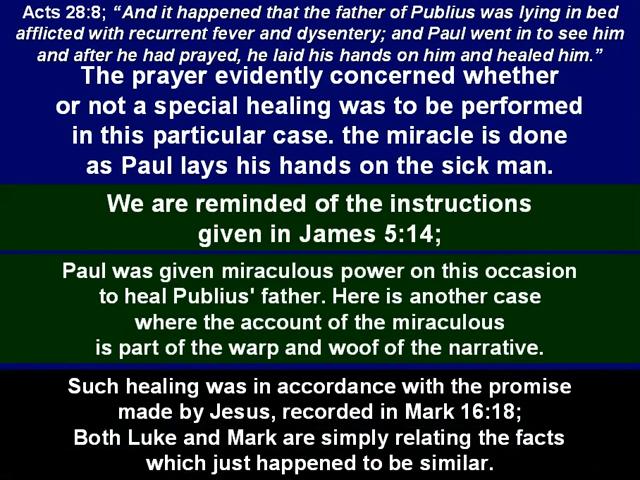 Acts 28:8; “And it happened that the father of Publius was lying in bed
afflicted with recurrent fever and dysentery; and Paul went in to see him
and after he had prayed, he laid his hands on him and healed him.”
The prayer evidently concerned whether
or not a special healing was to be performed
in this particular case. the miracle is done
as Paul lays his hands on the sick man.
We are reminded of the instructions
given in James 5:14;
Paul was given miraculous power on this occasion
to heal Publius' father. Here is another case
where the account of the miraculous
is part of the warp and woof of the narrative.
Such healing was in accordance with the promise
made by Jesus, recorded in Mark 16:18;
Both Luke and Mark are simply relating the facts
which just happened to be similar.